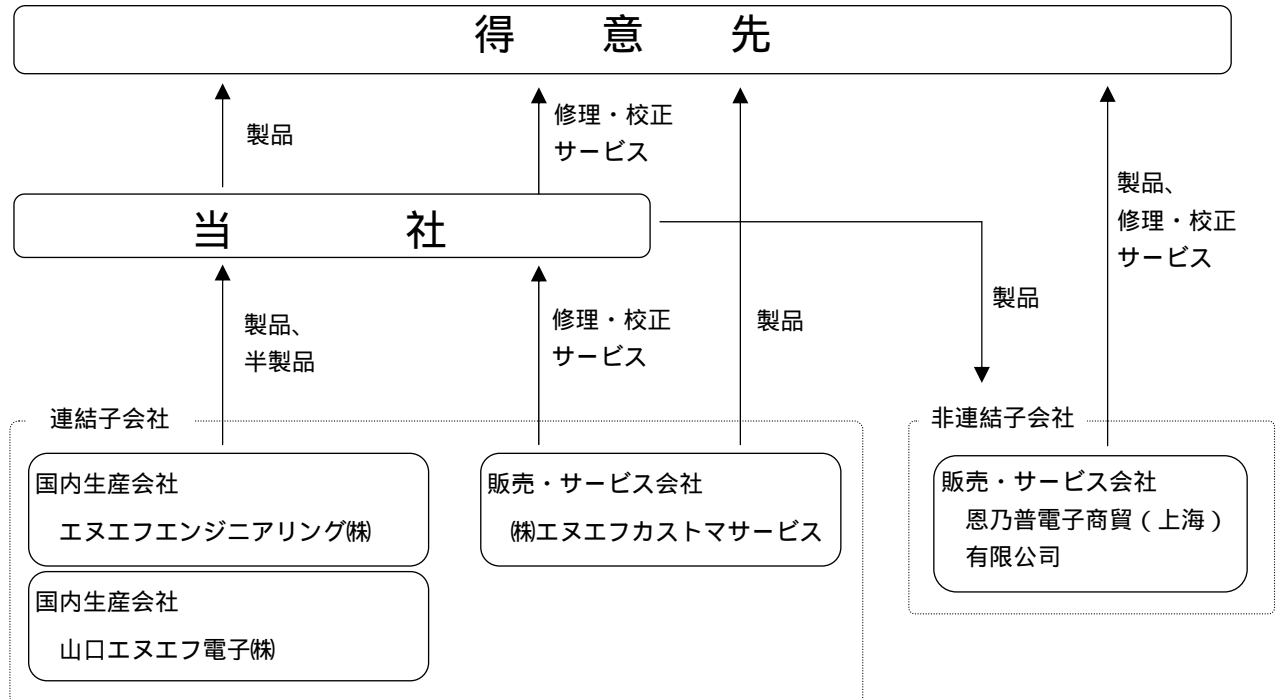 得 意 先
製品
修理・校正
サービス
製品、
修理・校正
サービス
当 社
製品、
半製品
修理・校正
サービス
製品
製品
連結子会社
非連結子会社
国内生産会社
エヌエフエンジニアリング㈱
販売・サービス会社
㈱エヌエフカストマサービス
販売・サービス会社
恩乃普電子商貿（上海）
有限公司
国内生産会社
山口エヌエフ電子㈱